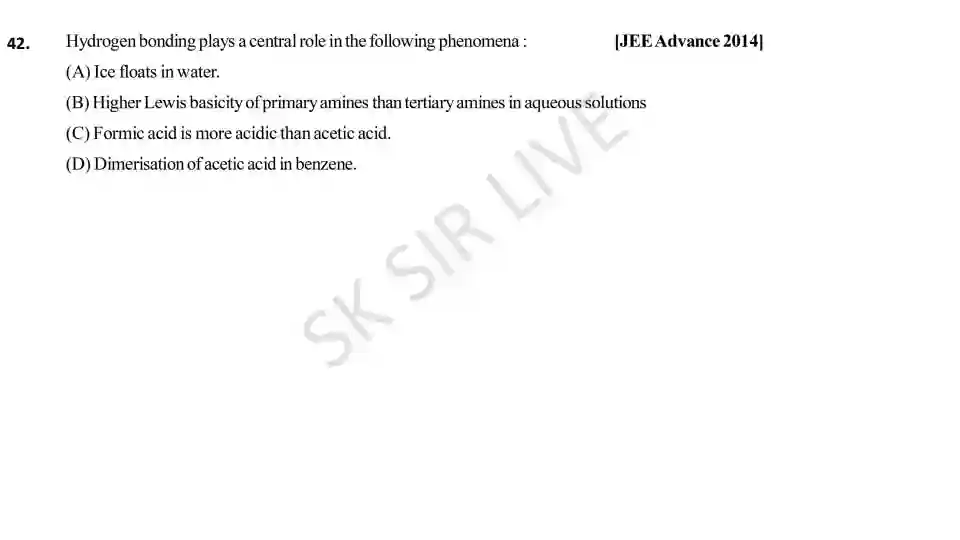 42. Hydrogen bonding plays a central role in the following phenomena : [JEE Advance 2014]
(A) Ice floats in water.
(B) Higher Lewis basicity of primary amines than tertiary amines in aqueous solutions
(C) Formic acid is more acidic than acetic acid.
(D) Dimerisation of acetic acid in benzene.
SK SIR LIVE